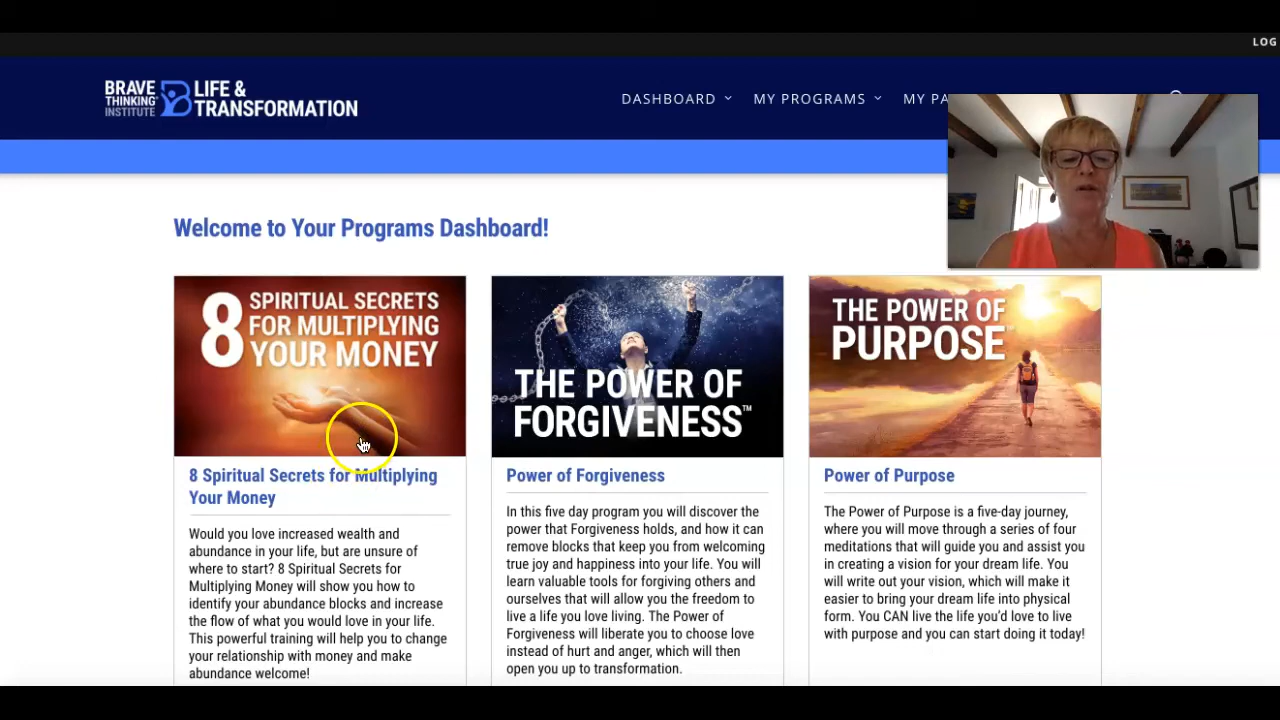 LOG
BRAVE
THINKING
INSTITUTE
LIFE &
TRANSFORMATION
DASHBOARD
MY PROGRAMS
MY PA
Welcome to Your Programs Dashboard!
8 SPIRITUAL SECRETS
FOR MULTIPLYING
YOUR MONEY
THE POWER OF
FORGIVENESS™
THE POWER OF
PURPOSE
8 Spiritual Secrets for Multiplying
Your Money
Would you love increased wealth and
abundance in your life, but are unsure of
where to start? 8 Spiritual Secrets for
Multiplying Money will show you how to
identify your abundance blocks and increase
the flow of what you would love in your life.
This powerful training will help you to change
your relationship with money and make
abundance welcome!
Power of Forgiveness
In this five day program you will discover the
power that Forgiveness holds, and how it can
remove blocks that keep you from welcoming
true joy and happiness into your life. You will
learn valuable tools for forgiving others and
ourselves that will allow you the freedom to
live a life you love living. The Power of
Forgiveness will liberate you to choose love
instead of hurt and anger, which will then
open you up to transformation.
Power of Purpose
The Power of Purpose is a five-day journey,
where you will move through a series of four
meditations that will guide you and assist you
in creating a vision for your dream life. You
will write out your vision, which will make it
easier to bring your dream life into physical
form. You CAN live the life you'd love to live
with purpose and you can start doing it today!